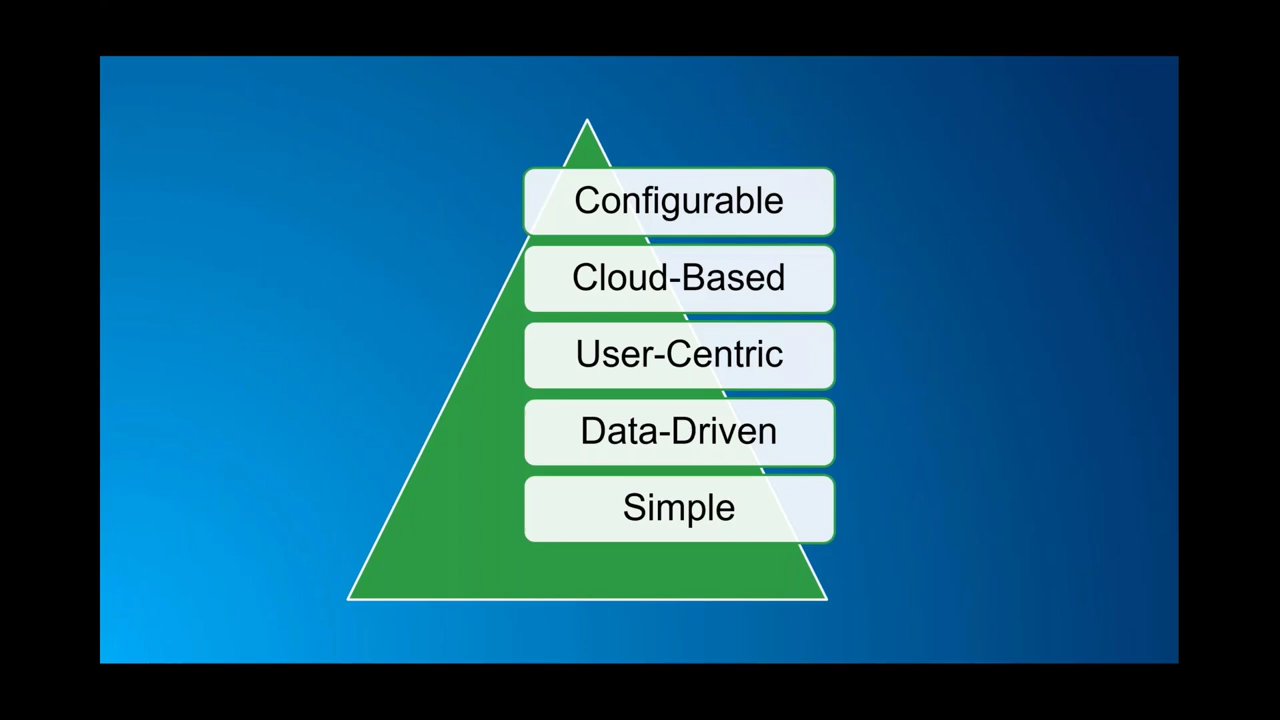 Configurable
Cloud-Based
User-Centric
Data-Driven
Simple